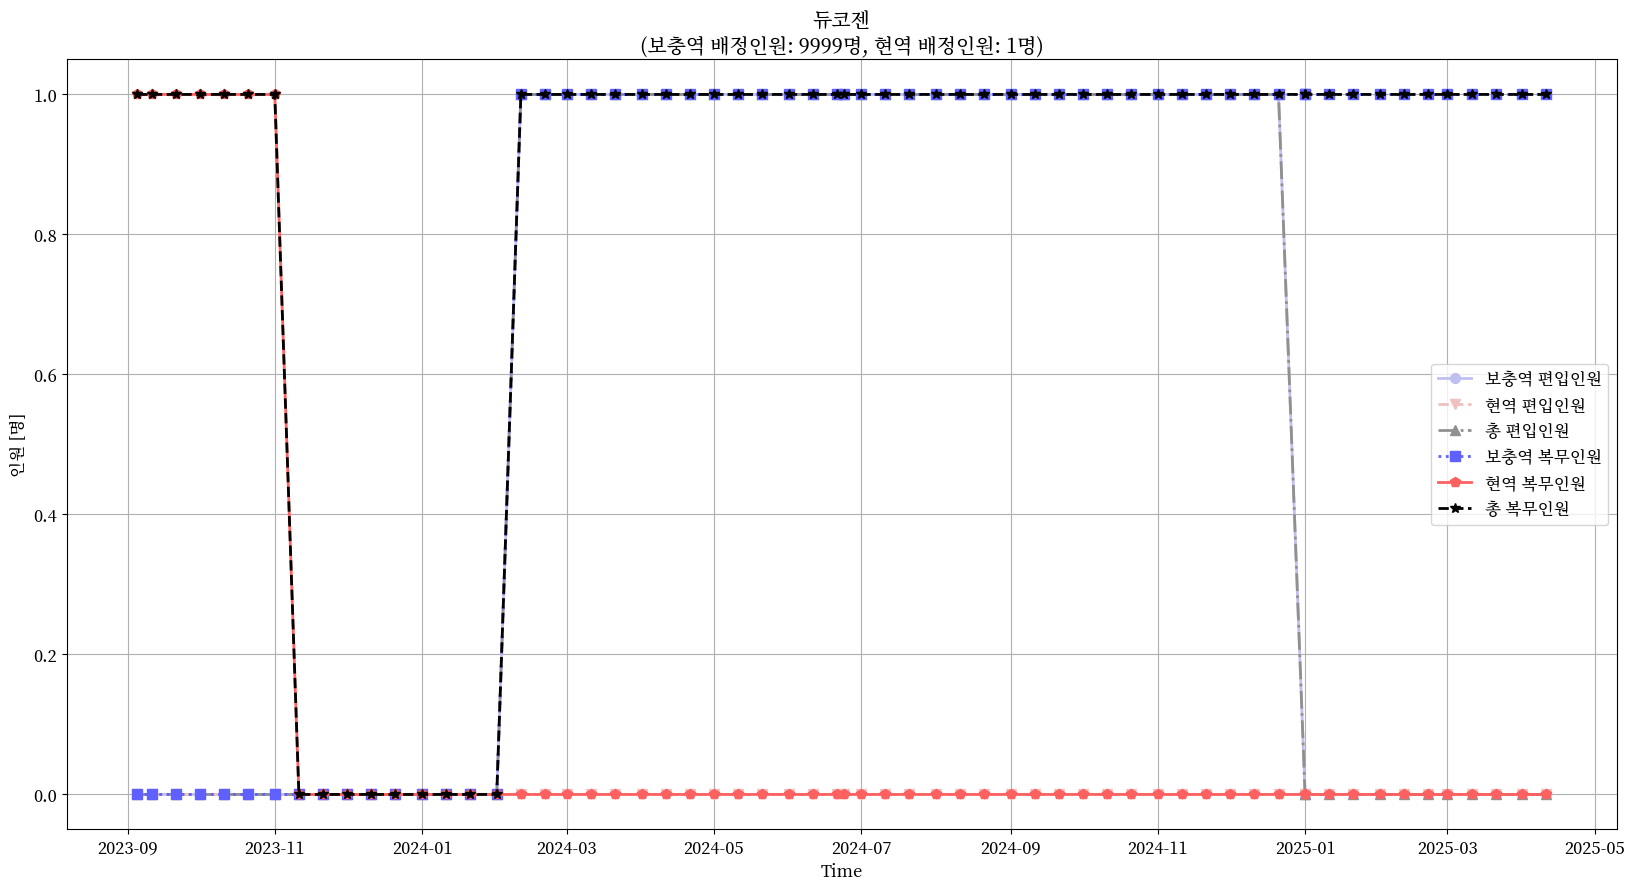 듀코젠
(보충역 배정인원: 9999명, 현역 배정인원: 1명)
1.0
0.8
0.6
0.4
0.2
0.0
인원 [명]
보충역 편입인원
현역 편입인원
총 편입인원
보충역 복무인원
현역 복무인원
총 복무인원
2023-09 2023-11 2024-01 2024-03 2024-05 2024-07 2024-09 2024-11 2025-01 2025-03 2025-05
Time